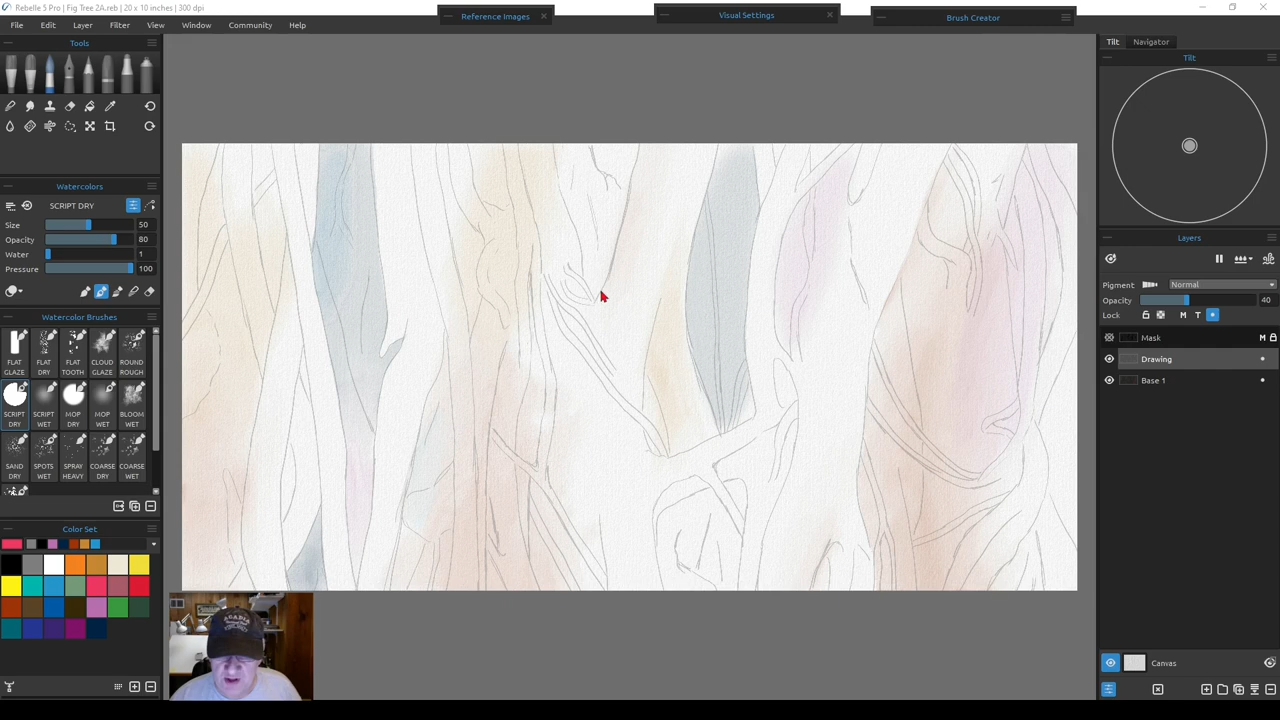 Rebelle 5 Pro | Fig Tree 2A.reb | 20 x 10 inches | 300 dpi
Reference Images
Visual Settings
Brush Creator
File Edit Layer Filter View Window Community Help
Tools
Tilt Navigator
Tilt
Watercolors
SCRIPT DRY
Size 50
Opacity 80
Water 1
Pressure 100
Watercolor Brushes
FLAT GLAZE
FLAT DRY
FLAT TOOTH
CLOUD GLAZE
ROUND ROUGH
SCRIPT DRY
SCRIPT WET
MOP DRY
MOP WET
BLOOM WET
SAND DRY
SPOTS WET
SPRAY HEAVY
COARSE DRY
COARSE WET
Color Set
Layers
Pigment Normal
Opacity 40
Lock M T
Mask M
Drawing
Base 1
Canvas
ACADIA